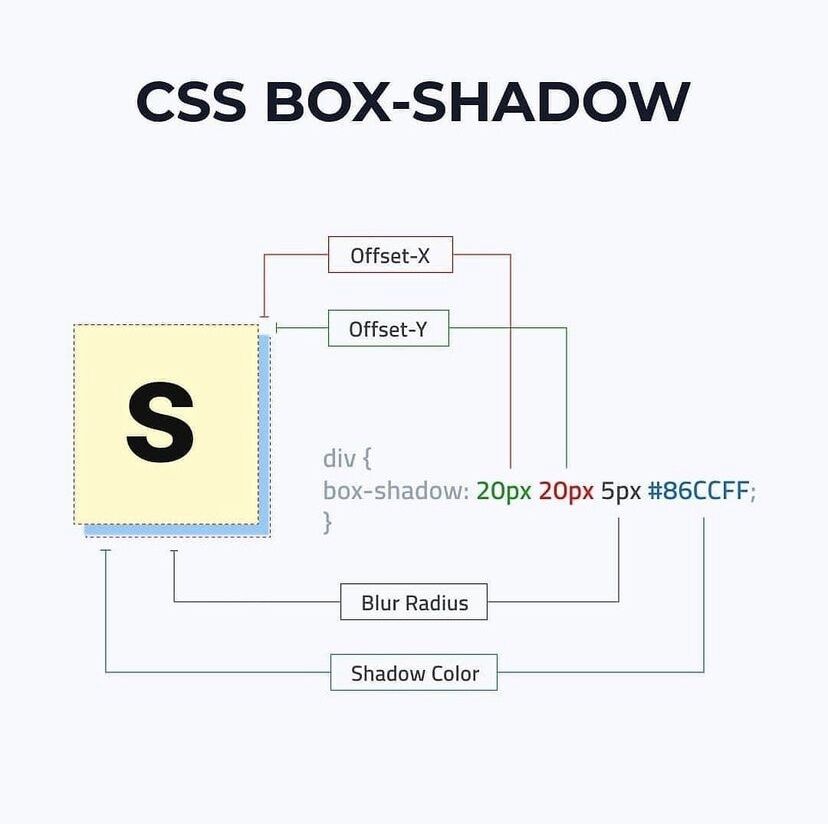 CSS BOX-SHADOW
Offset-X
Offset-Y
S
div {
box-shadow: 20px 20px 5px #86CCFF;
}
Blur Radius
Shadow Color